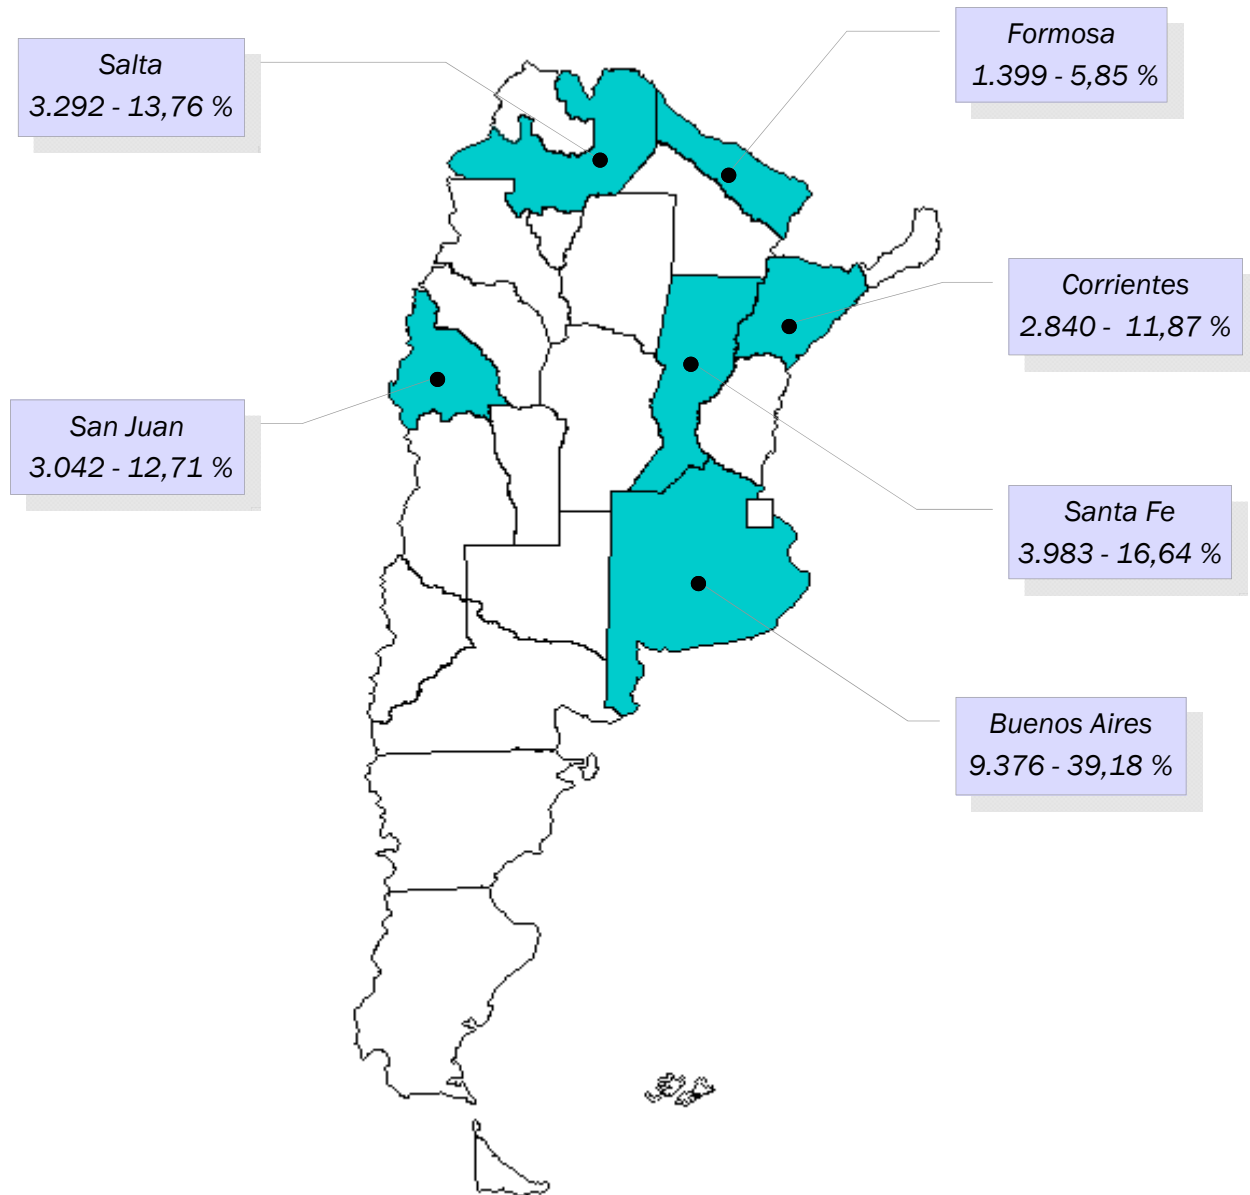 Salta
3.292 - 13,76 %
Formosa
1.399 - 5,85 %
Corrientes
2.840 -  11,87 %
San Juan
3.042 - 12,71 %
Santa Fe
3.983 - 16,64 %
Buenos Aires
9.376 - 39,18 %